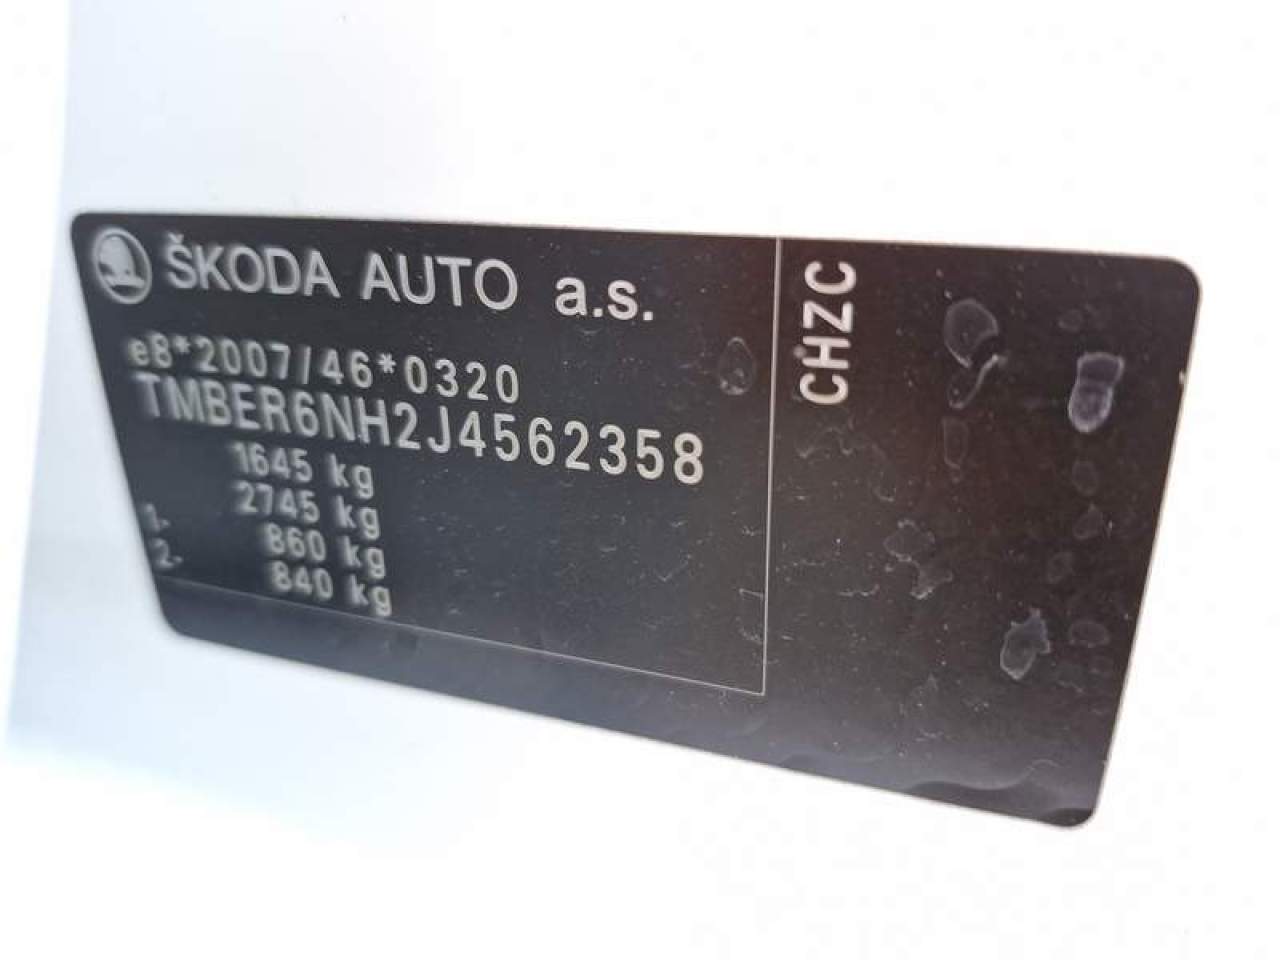 ŠKODA AUTO a.s.
e8*2007/46*0320
TMBER6NH2J4562358
1645 kg
2745 kg
1- 860 kg
2- 840 kg
CHZC